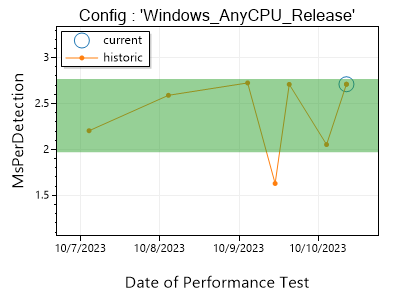 Config : 'Windows_AnyCPU_Release'
current
historic
MsPerDetection
3
2.5
2
1.5
10/7/2023
10/8/2023
10/9/2023
10/10/2023
Date of Performance Test